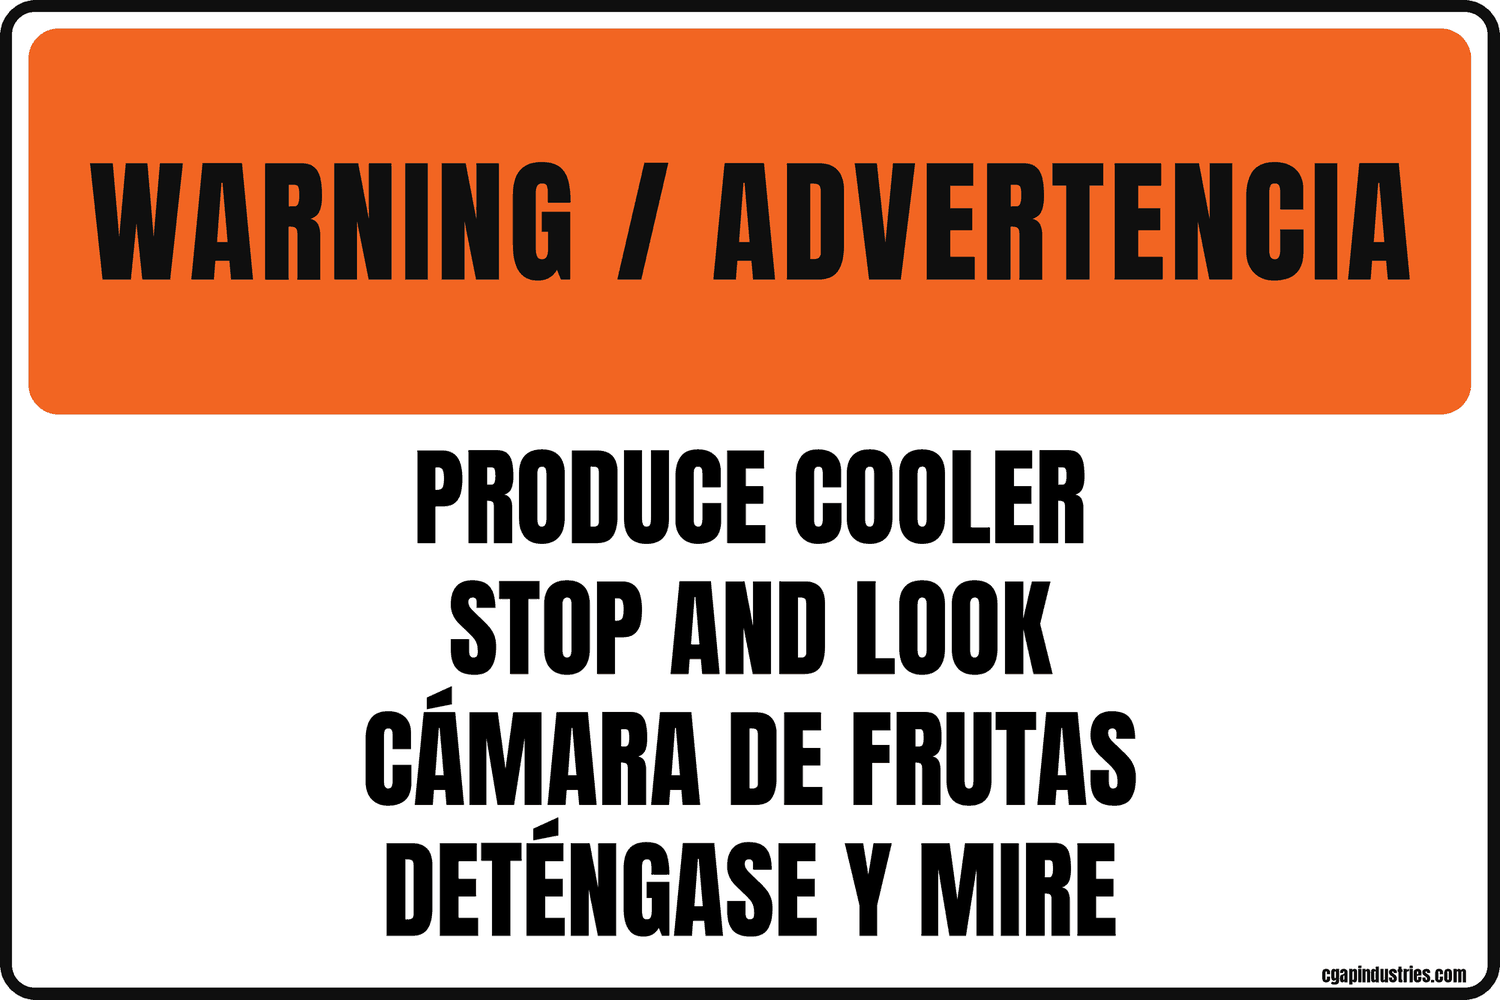 WARNING / ADVERTENCIA
PRODUCE COOLER
STOP AND LOOK
CÁMARA DE FRUTAS
DETÉNGASE Y MIRE
cgapindustries.com